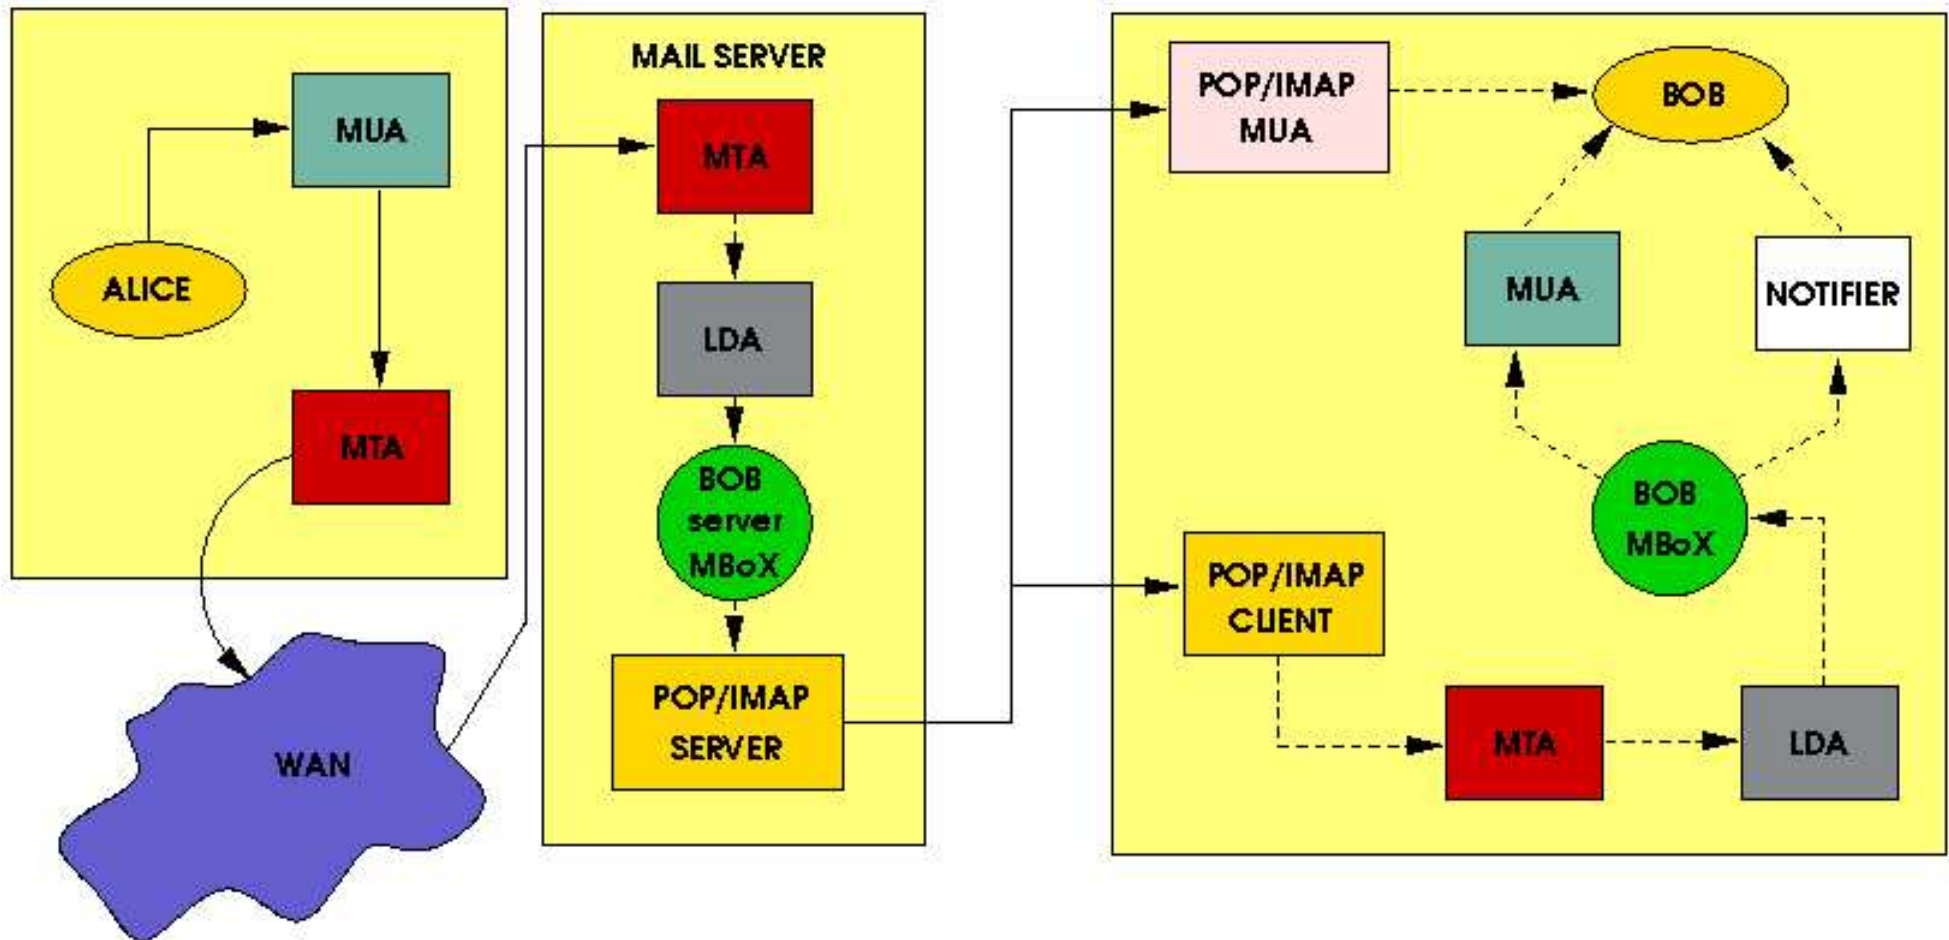 MUA
ALICE
MTA
WAN
MAIL SERVER
MTA
LDA
BOB
server
MBoX
POP/IMAP
SERVER
POP/IMAP
MUA
BOB
MUA
NOTIFIER
BOB
MBoX
POP/IMAP
CLIENT
MTA
LDA